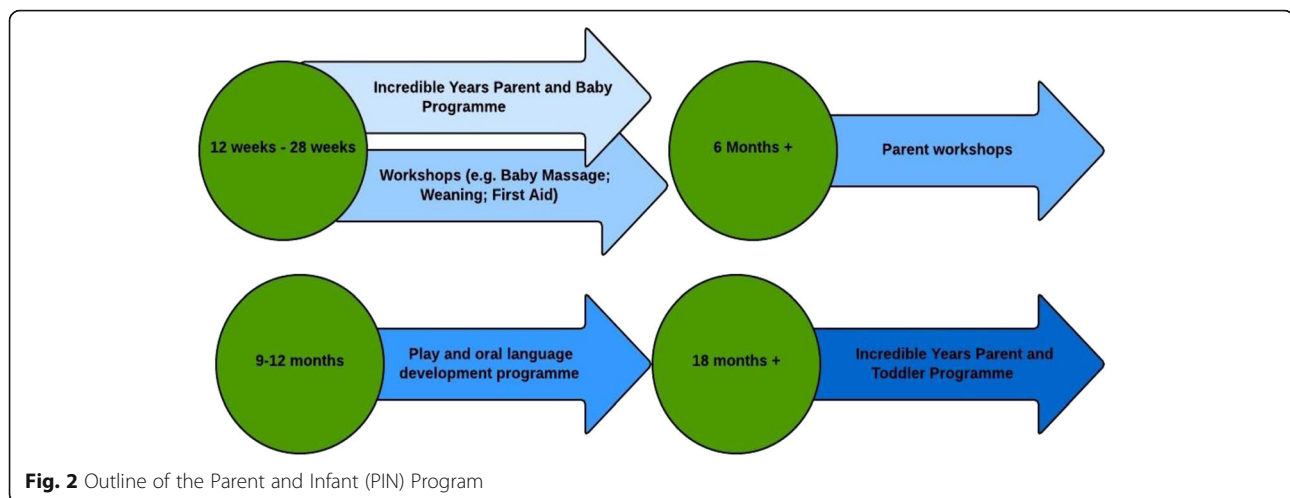 12 weeks - 28 weeks
Incredible Years Parent and Baby
Programme
Workshops (e.g. Baby Massage;
Weaning; First Aid)
6 Months +
Parent workshops
9-12 months
Play and oral language
development programme
18 months +
Incredible Years Parent and
Toddler Programme
Fig. 2 Outline of the Parent and Infant (PIN) Program